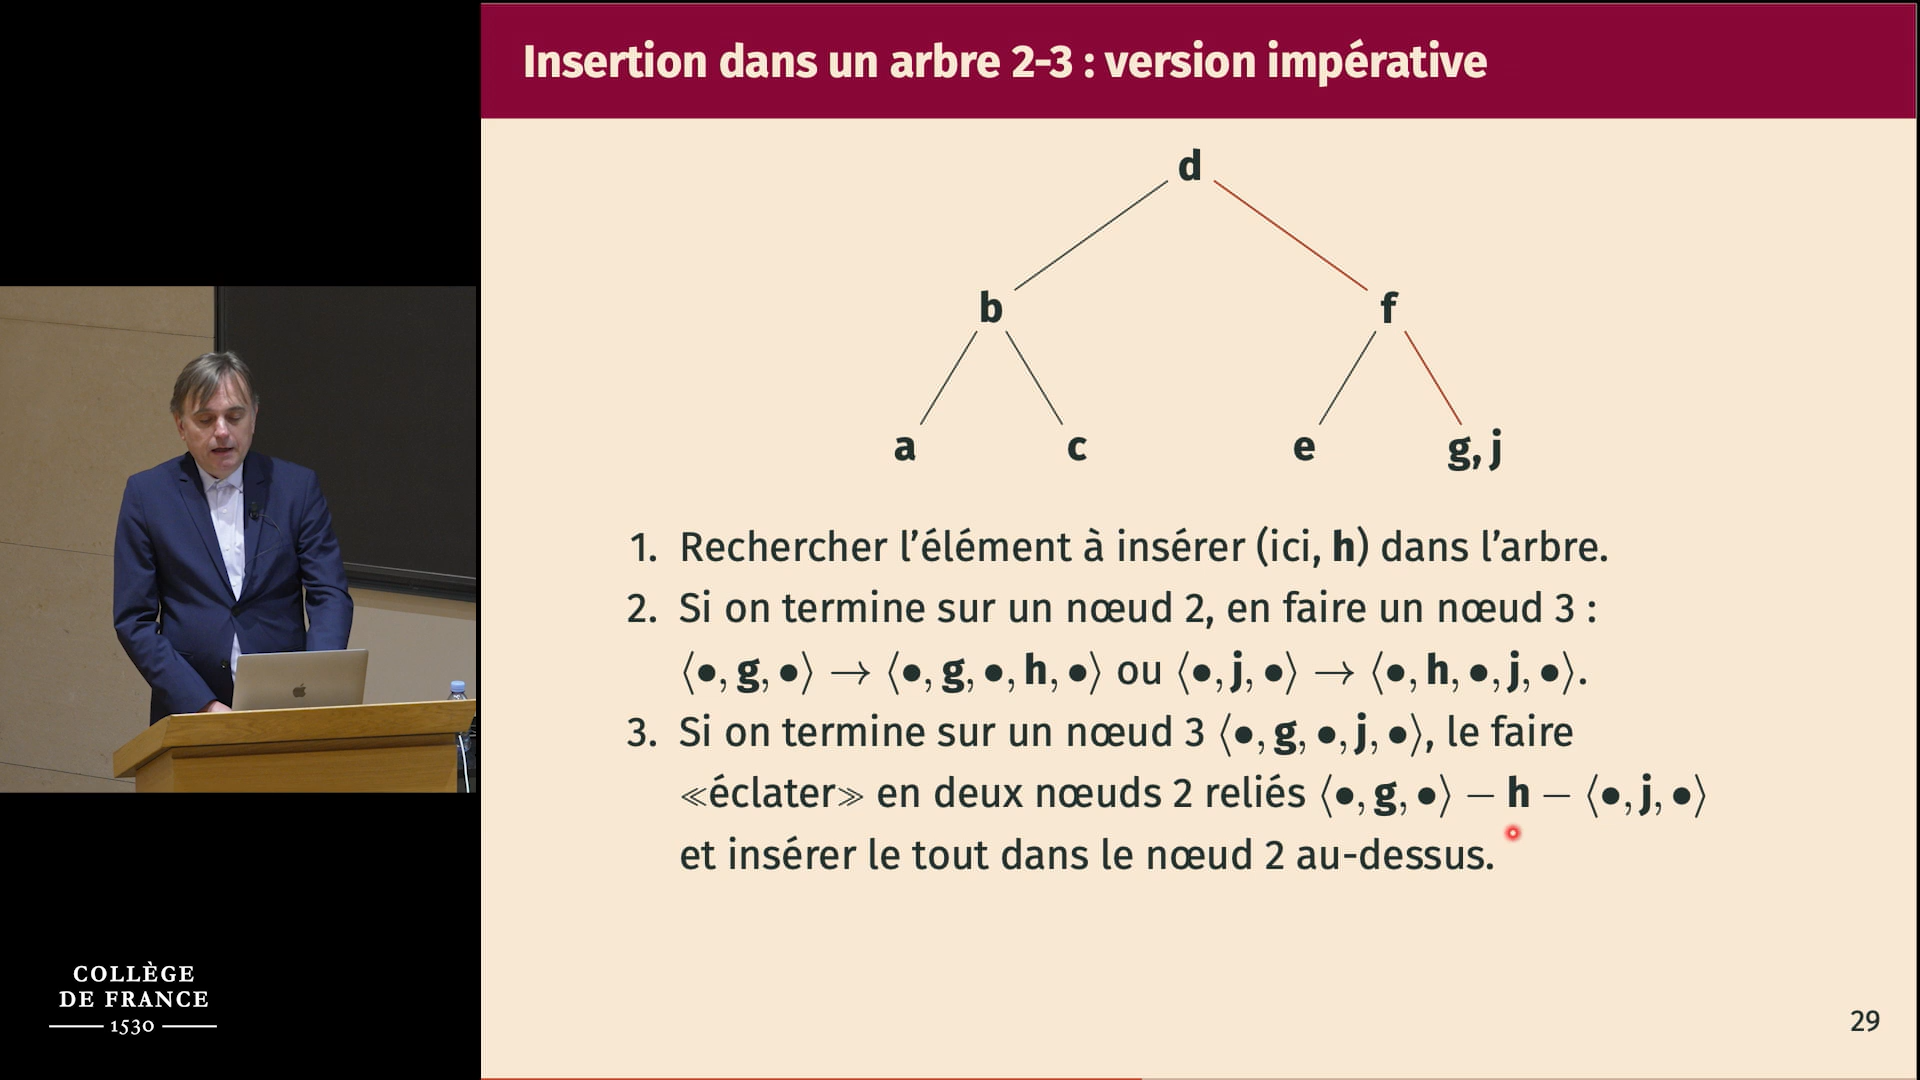 Insertion dans un arbre 2-3 : version impérative
d
b f
a c e g, j
1. Rechercher l’élément à insérer (ici, h) dans l’arbre.
2. Si on termine sur un nœud 2, en faire un nœud 3 :
⟨•, g, •⟩ → ⟨•, g, •, h, •⟩ ou ⟨•, j, •⟩ → ⟨•, h, •, j, •⟩.
3. Si on termine sur un nœud 3 ⟨•, g, •, j, •⟩, le faire
≪éclater≫ en deux nœuds 2 reliés ⟨•, g, •⟩ – h – ⟨•, j, •⟩
et insérer le tout dans le nœud 2 au-dessus.
COLLÈGE
DE FRANCE
1530
29